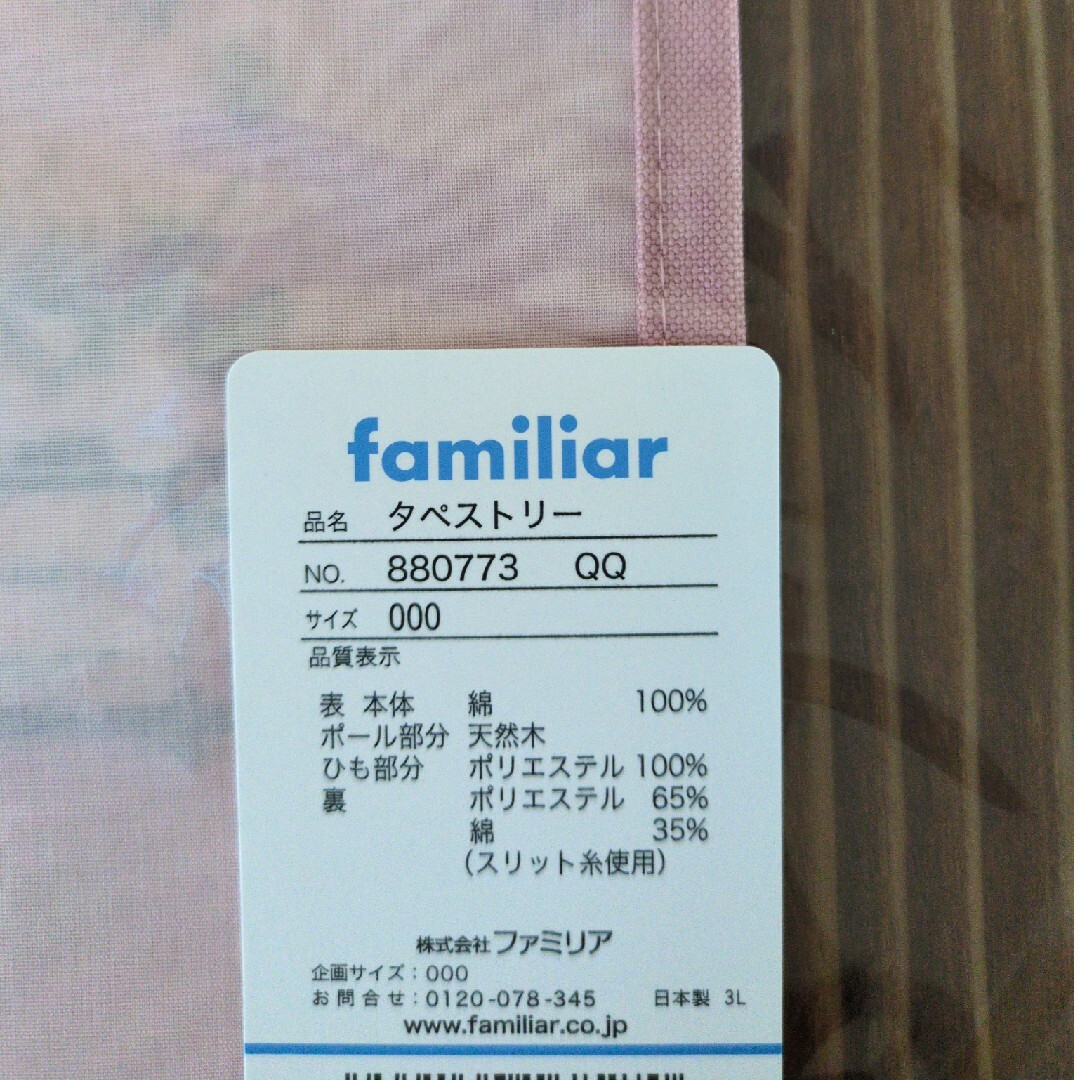 familiar
品名 タペストリー
NO. 880773 QQ
サイズ 000
品質表示
表 本体 綿 100%
ポール部分 天然木
ひも部分 ポリエステル 100%
裏 ポリエステル 65%
綿 35%
(スリット糸使用)
株式会社ファミリア
企画サイズ:000
お問合せ:0120-078-345 日本製 3L
www.familiar.co.jp